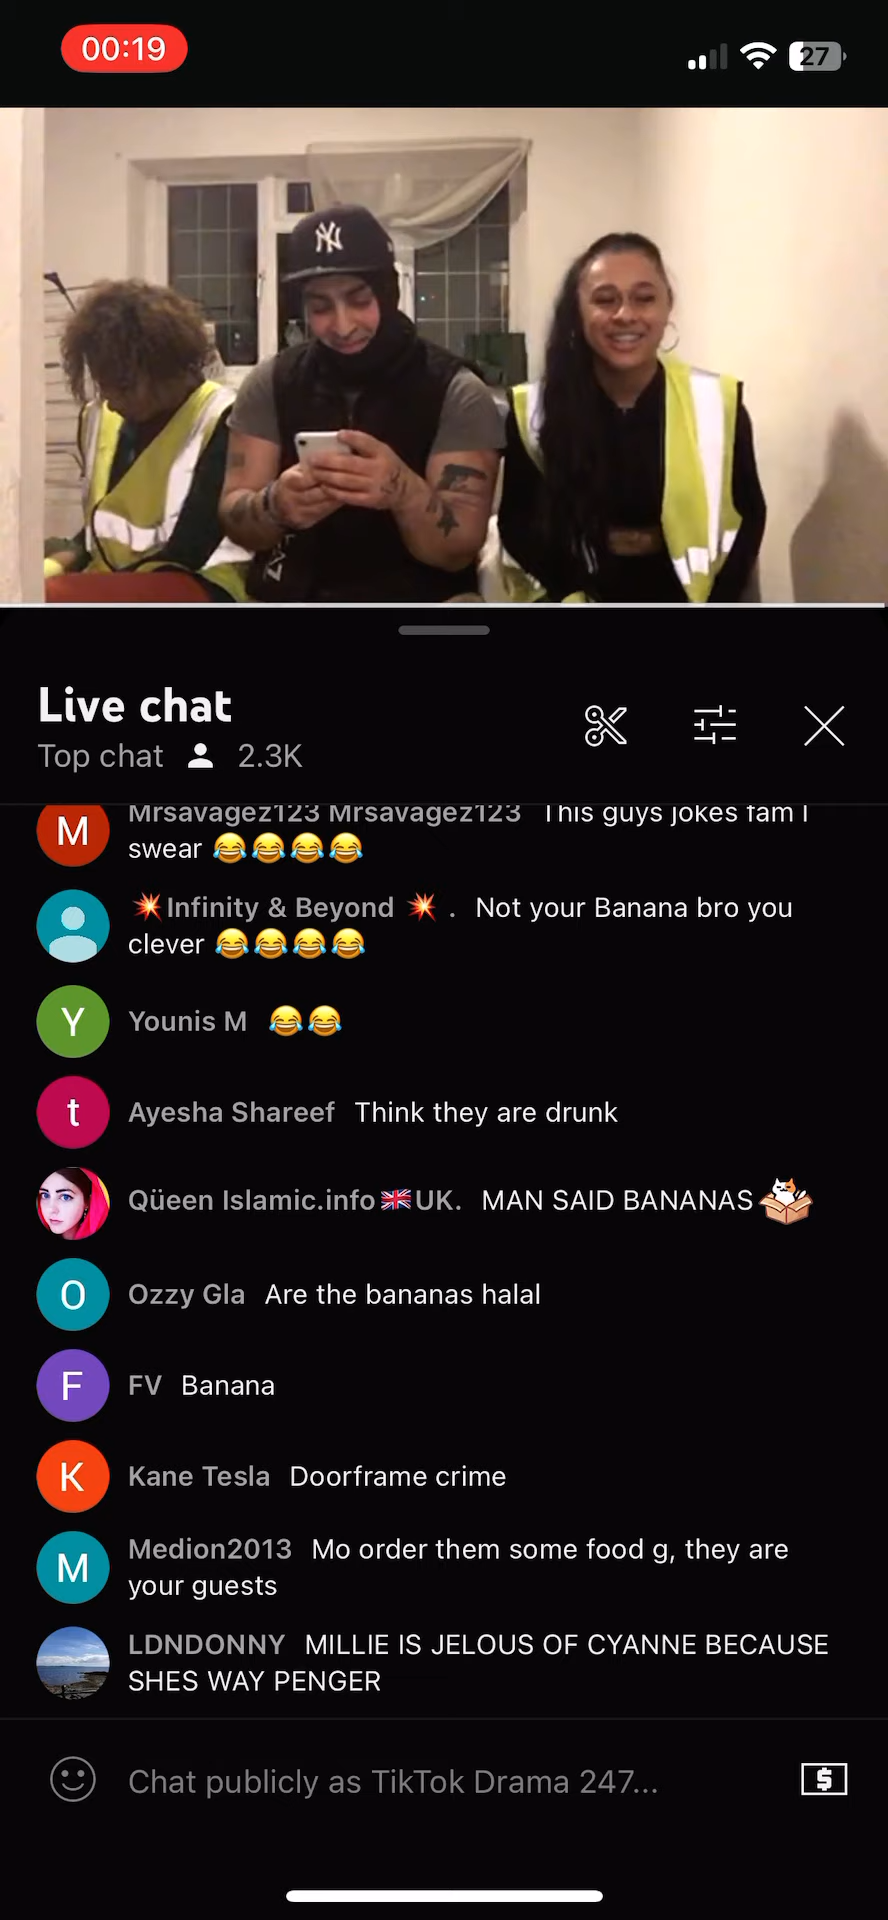 00:19
27
NY
Live chat
Top chat 2.3K
Mrsavagez123 Mrsavagez123 This guys jokes fam I
swear 😂😂😂😂
💥Infinity & Beyond 💥 . Not your Banana bro you
clever 😂😂😂😂
Younis M 😂😂
Ayesha Shareef Think they are drunk
Qüeen Islamic.info🇬🇧UK. MAN SAID BANANAS
Ozzy Gla Are the bananas halal
FV Banana
Kane Tesla Doorframe crime
Medion2013 Mo order them some food g, they are
your guests
LDNDONNY MILLIE IS JELOUS OF CYANNE BECAUSE
SHES WAY PENGER
Chat publicly as TikTok Drama 247...